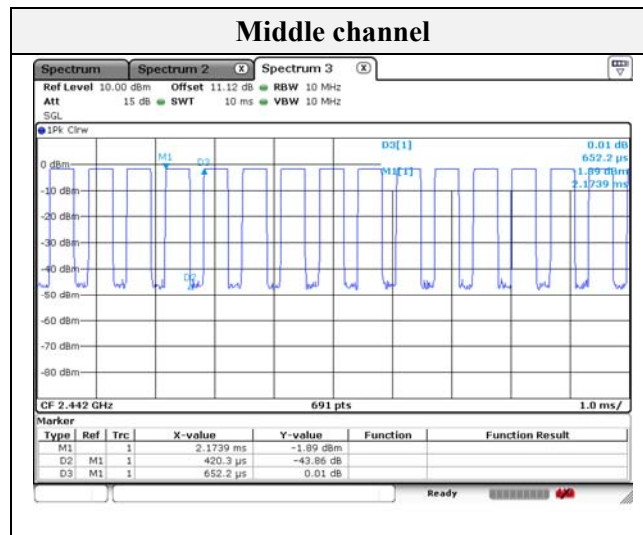 Middle channel
Spectrum Spectrum 2 X Spectrum 3 X
Ref Level 10.00 dBm Offset 11.12 dB RBW 10 MHz
Att 15 dB SWT 10 ms VBW 10 MHz
SGL
1Pk Clrw
D3[1] 0.01 dB
652.2 µs
M1[1] -1.89 dBm
2.1739 ms
M1
D3
D2
0 dBm
-10 dBm
-20 dBm
-30 dBm
-40 dBm
-50 dBm
-60 dBm
-70 dBm
-80 dBm
CF 2.442 GHz 691 pts 1.0 ms/
Marker
Type Ref Trc X-value Y-value Function Function Result
M1 1 2.1739 ms -1.89 dBm
D2 M1 1 420.3 µs -43.86 dB
D3 M1 1 652.2 µs 0.01 dB
Ready